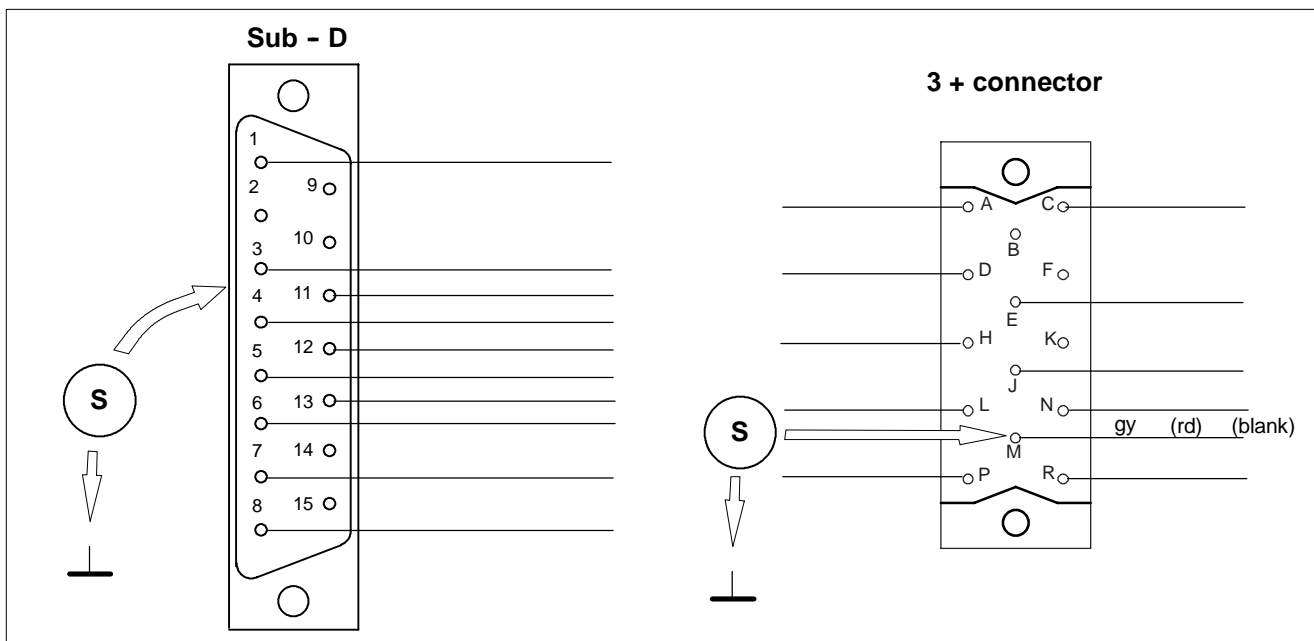 Sub - D
1
2
9
3
10
4
11
5
12
6
13
7
14
8
15
S
3 + connector
A C
B
D F
E
H K
J
L N
gy (rd) (blank)
M
P R
S